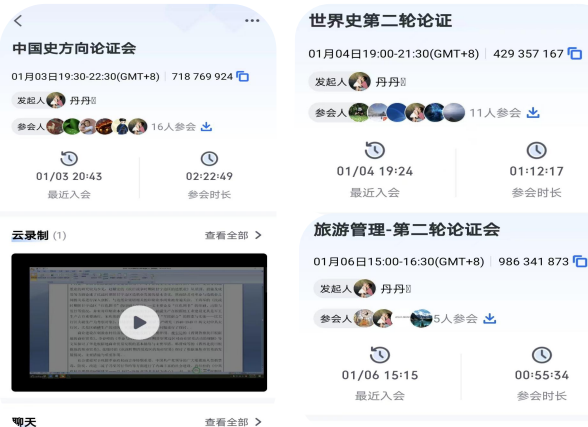 中国史方向论证会
01月03日19:30-22:30(GMT+8) 718 769 924
发起人 丹丹
参会人 16人参会
01/03 20:43
最近入会
02:22:49
参会时长
云录制 (1) 查看全部
聊天 查看全部
世界史第二轮论证
01月04日19:00-21:30(GMT+8) 429 357 167
发起人 丹丹
参会人 11人参会
01/04 19:24
最近入会
01:12:17
参会时长
旅游管理-第二轮论证会
01月06日15:00-16:30(GMT+8) 986 341 873
发起人 丹丹
参会人 5人参会
01/06 15:15
最近入会
00:55:34
参会时长